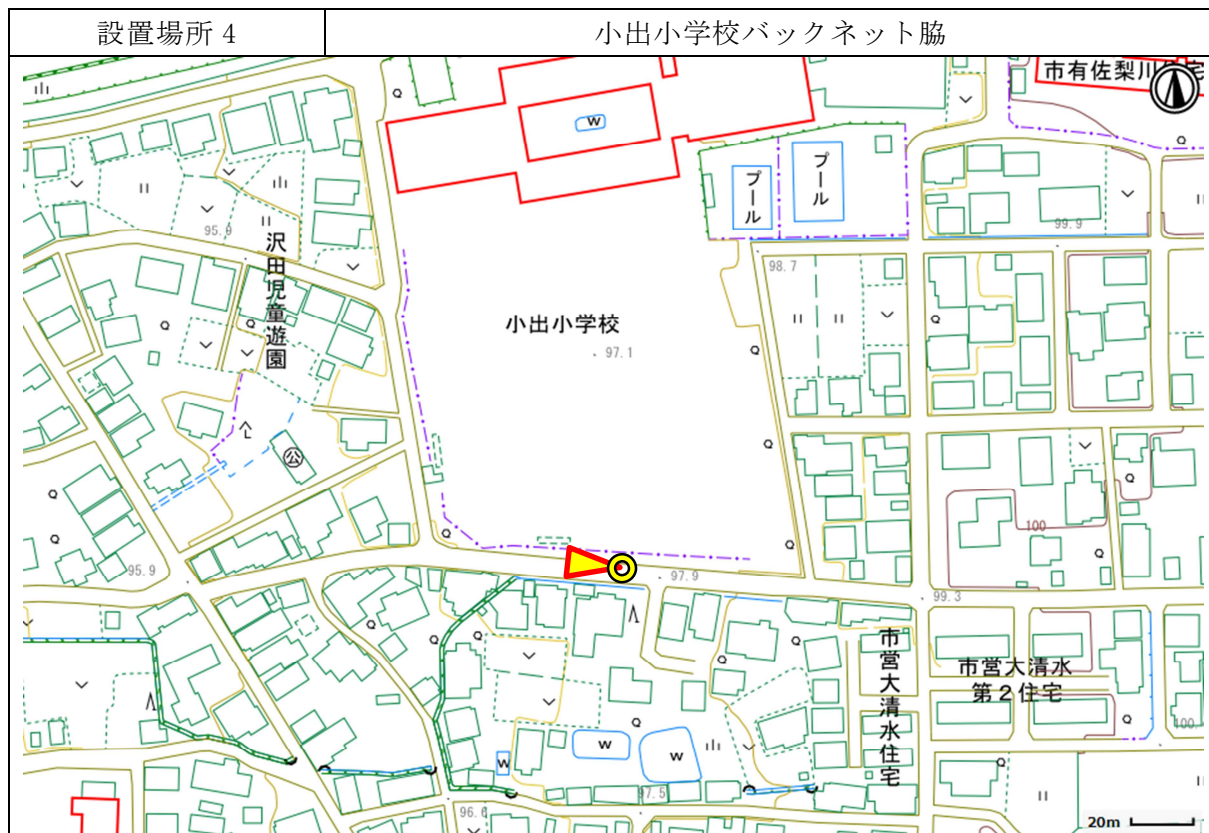 設置場所4
小出小学校バックネット脇
市有佐梨川
W
プール
プール
95.9
99.9
沢田児童遊園
98.7
小出小学校
97.1
公
100
95.9
97.9
99.3
市営大清水住宅
市営大清水
第2住宅
W
W
W
100.
97.5
96.6
20m